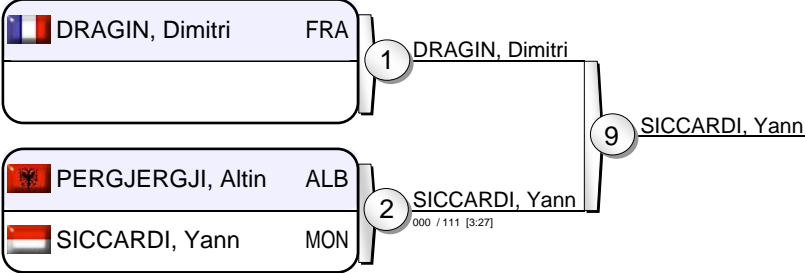 DRAGIN, Dimitri FRA
1
DRAGIN, Dimitri
9
SICCARDI, Yann
PERGJERGJI, Altin ALB
2
SICCARDI, Yann
000 / 111 [3:27]
SICCARDI, Yann MON